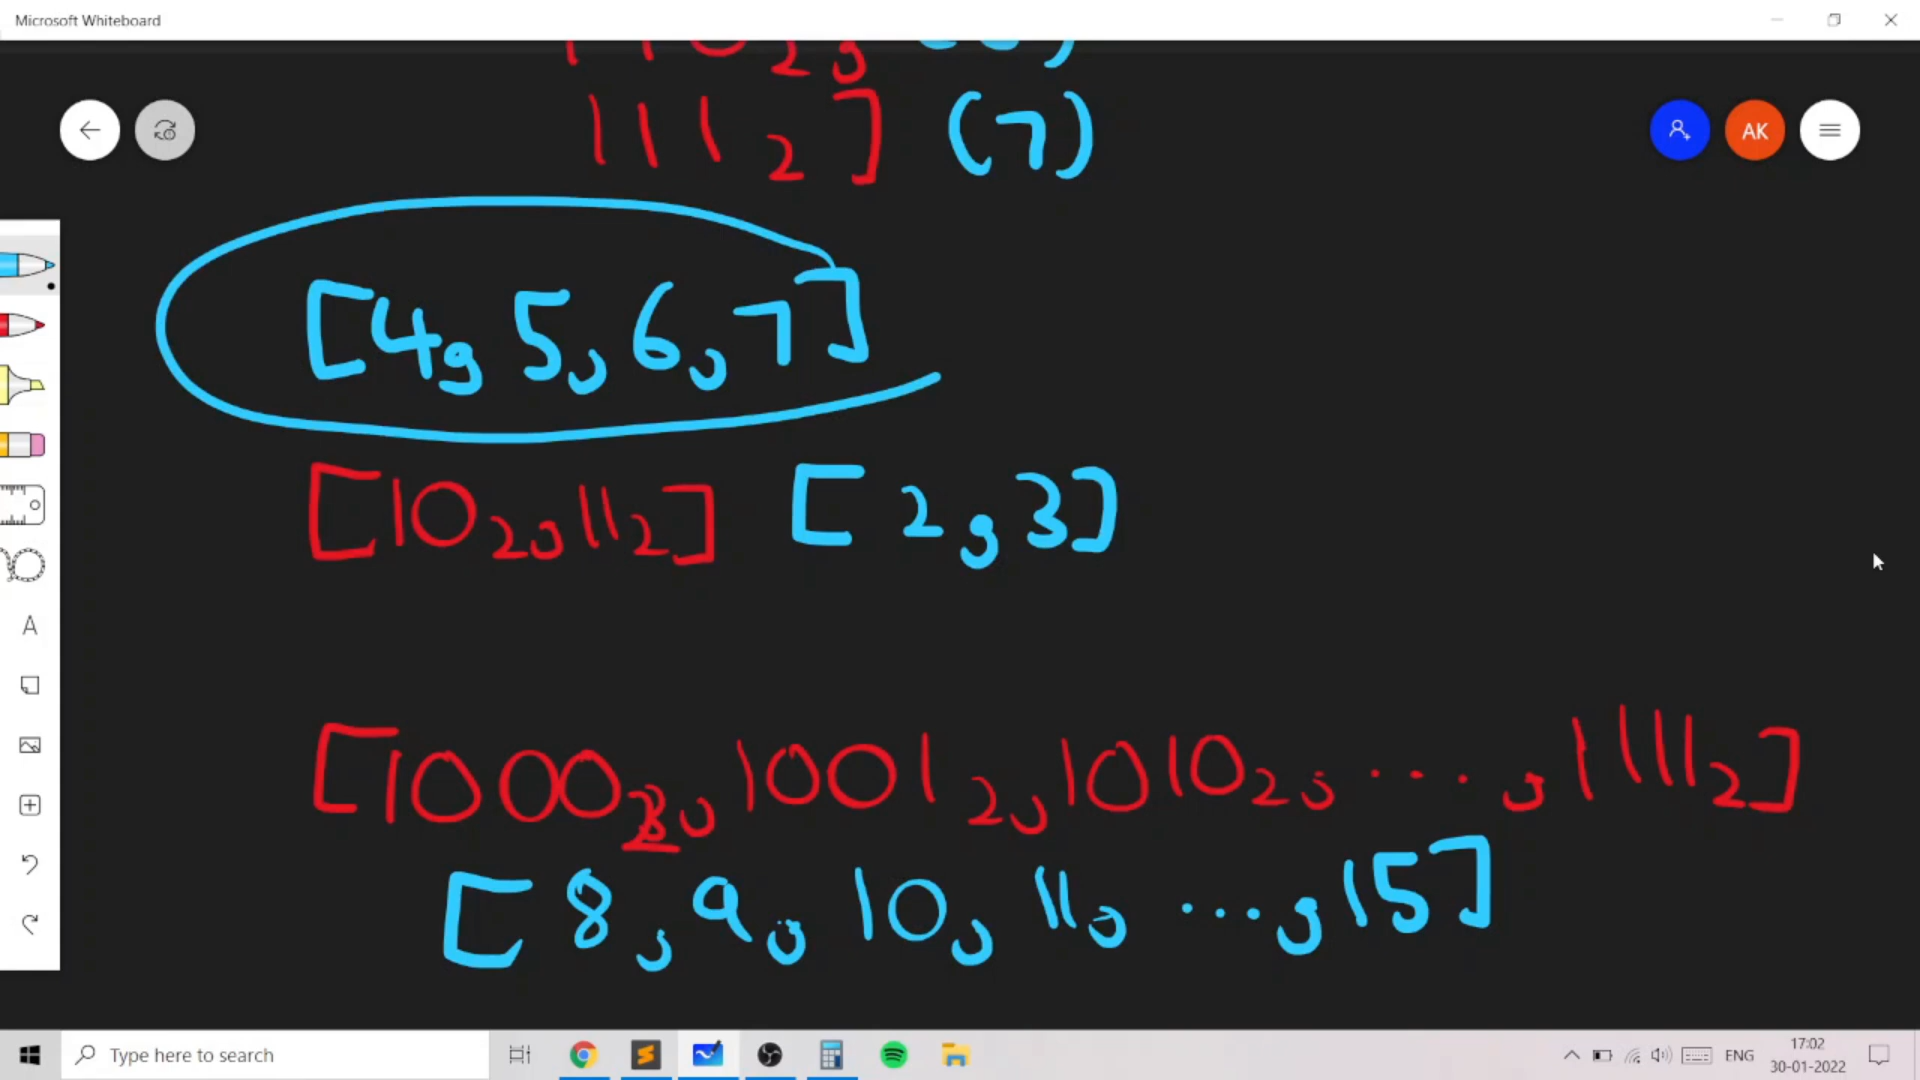 Microsoft Whiteboard
110₂,
111₂] (7)
AK
[4, 5, 6, 7]
[10₂, 11₂] [2, 3]
A
[1000₂, 1001₂, 1010₂, ...., 1111₂]
[8, 9, 10, 11, ..., 15]
Type here to search
ENG
17:02
30-01-2022